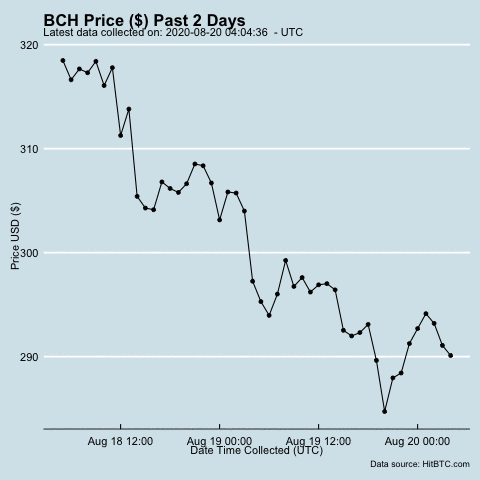 BCH Price ($) Past 2 Days
Latest data collected on: 2020-08-20 04:04:36  - UTC
320
310
300
290
Price USD ($)
Aug 18 12:00 Aug 19 00:00 Aug 19 12:00 Aug 20 00:00
Date Time Collected (UTC)
Data source: HitBTC.com